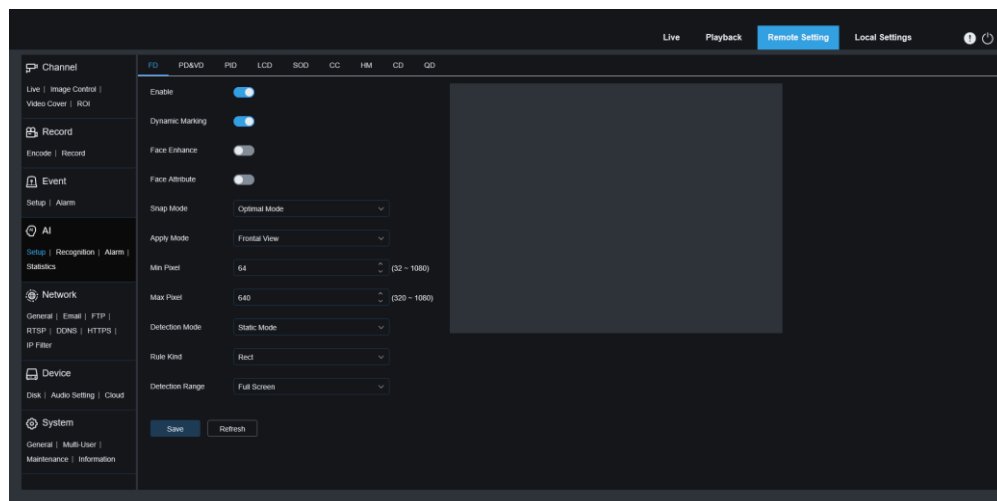 Live Playback Remote Setting Local Settings
Channel
Live | Image Control |
Video Cover | ROI
Record
Encode | Record
Event
Setup | Alarm
AI
Setup | Recognition | Alarm |
Statistics
Network
General | Email | FTP |
RTSP | DDNS | HTTPS |
IP Filter
Device
Disk | Audio Setting | Cloud
System
General | Multi-User |
Maintenance | Information
FD PD&VD PID LCD SOD CC HM CD QD
Enable
Dynamic Marking
Face Enhance
Face Attribute
Snap Mode Optimal Mode
Apply Mode Frontal View
Min Pixel 64 (32 ~ 1080)
Max Pixel 640 (320 ~ 1080)
Detection Mode Static Mode
Rule Kind Rect
Detection Range Full Screen
Save Refresh